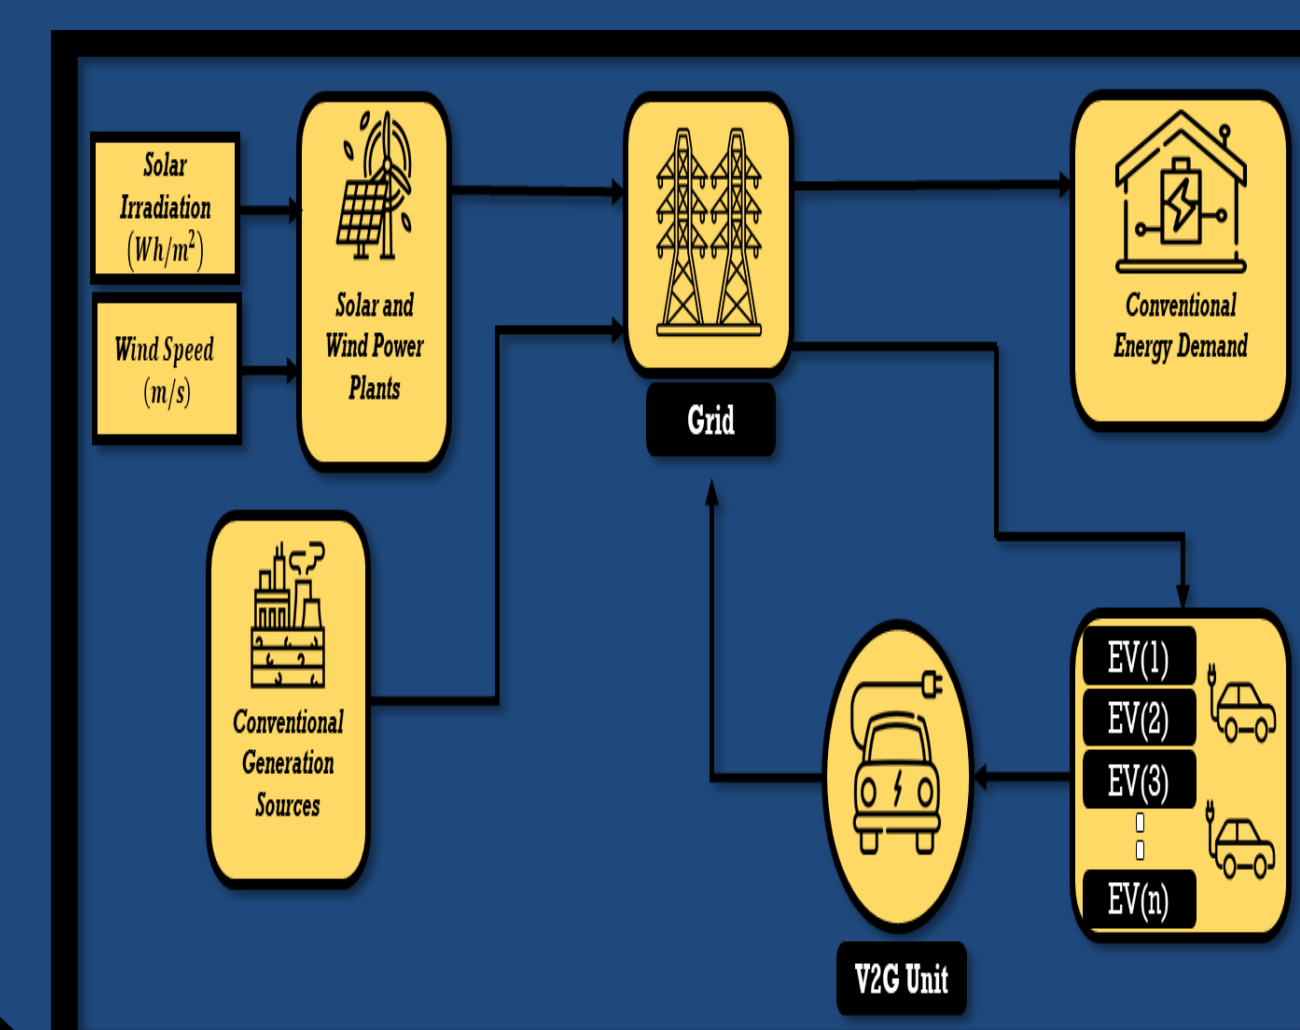 Solar
Irradiation
(Wh/m²)
Wind Speed
(m/s)
Solar and
Wind Power
Plants
Grid
Conventional
Energy Demand
Conventional
Generation
Sources
EV(1)
EV(2)
EV(3)
EV(n)
V2G Unit